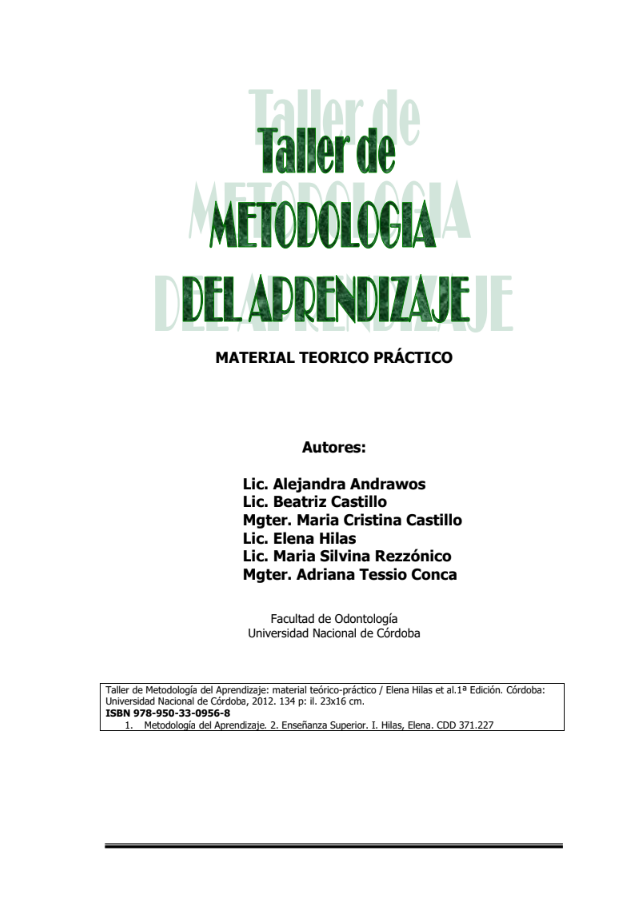 Taller de
METODOLOGIA
DEL APRENDIZAJE
MATERIAL TEORICO PRÁCTICO
Autores:
Lic. Alejandra Andrawos
Lic. Beatriz Castillo
Mgter. Maria Cristina Castillo
Lic. Elena Hilas
Lic. Maria Silvina Rezzónico
Mgter. Adriana Tessio Conca
Facultad de Odontología
Universidad Nacional de Córdoba
Taller de Metodología del Aprendizaje: material teórico-práctico / Elena Hilas et al.1ª Edición. Córdoba:
Universidad Nacional de Córdoba, 2012. 134 p: il. 23x16 cm.
ISBN 978-950-33-0956-8
1. Metodología del Aprendizaje. 2. Enseñanza Superior. I. Hilas, Elena. CDD 371.227